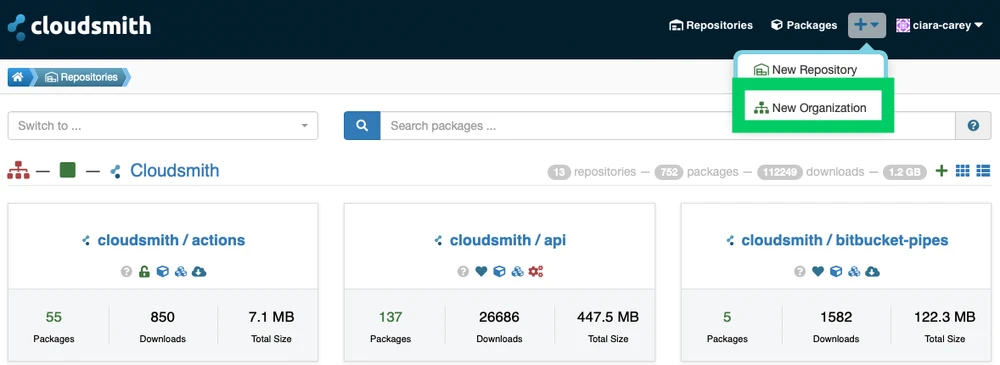 cloudsmith
Repositories
Packages
ciara-carey
New Repository
New Organization
Repositories
Switch to ...
Search packages ...
Cloudsmith
13 repositories — 752 packages — 112249 downloads — 1.2 GB
cloudsmith / actions
55 850 7.1 MB
Packages Downloads Total Size
cloudsmith / api
137 26686 447.5 MB
Packages Downloads Total Size
cloudsmith / bitbucket-pipes
5 1582 122.3 MB
Packages Downloads Total Size